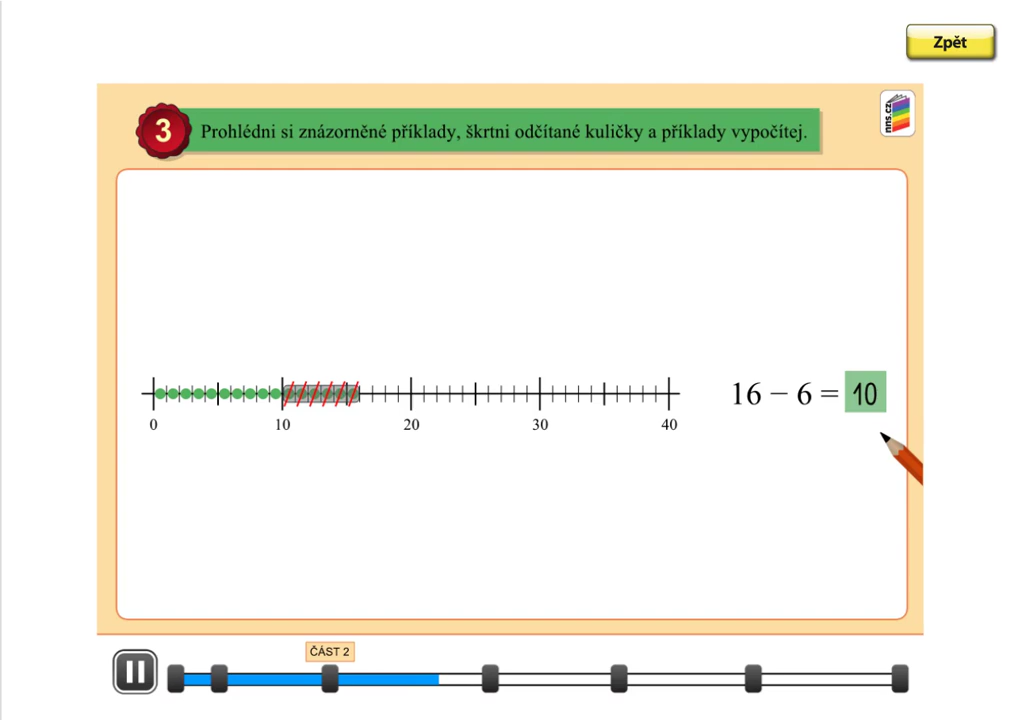 Zpět
3 Prohlédni si znázorněné příklady, škrtni odčítané kuličky a příklady vypočítej.
nns.cz
16 − 6 = 10
0 10 20 30 40
ČÁST 2